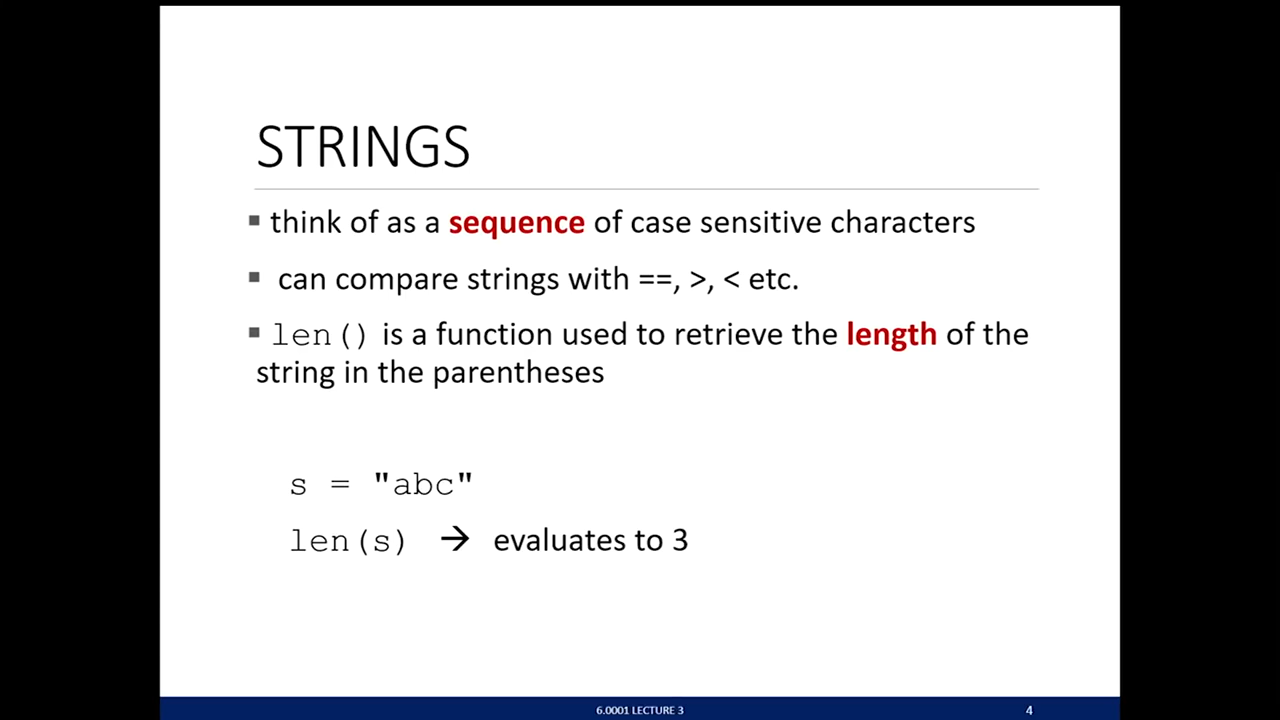 STRINGS
▪ think of as a sequence of case sensitive characters
▪ can compare strings with ==, >, < etc.
▪ len() is a function used to retrieve the length of the
string in the parentheses
s = "abc"
len(s) → evaluates to 3
6.0001 LECTURE 3
4